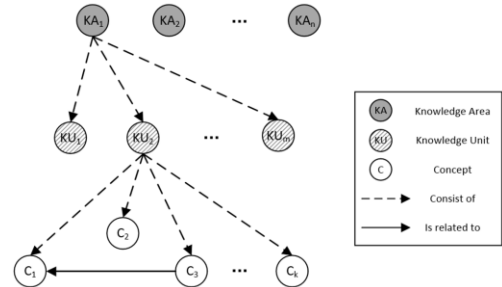 KA₁ KA₂ ... KAₙ
KU₁ KU₂ ... KUₘ
C₂
C₁ C₃ ... Cₖ
KA Knowledge Area
KU Knowledge Unit
C Concept
Consist of
Is related to